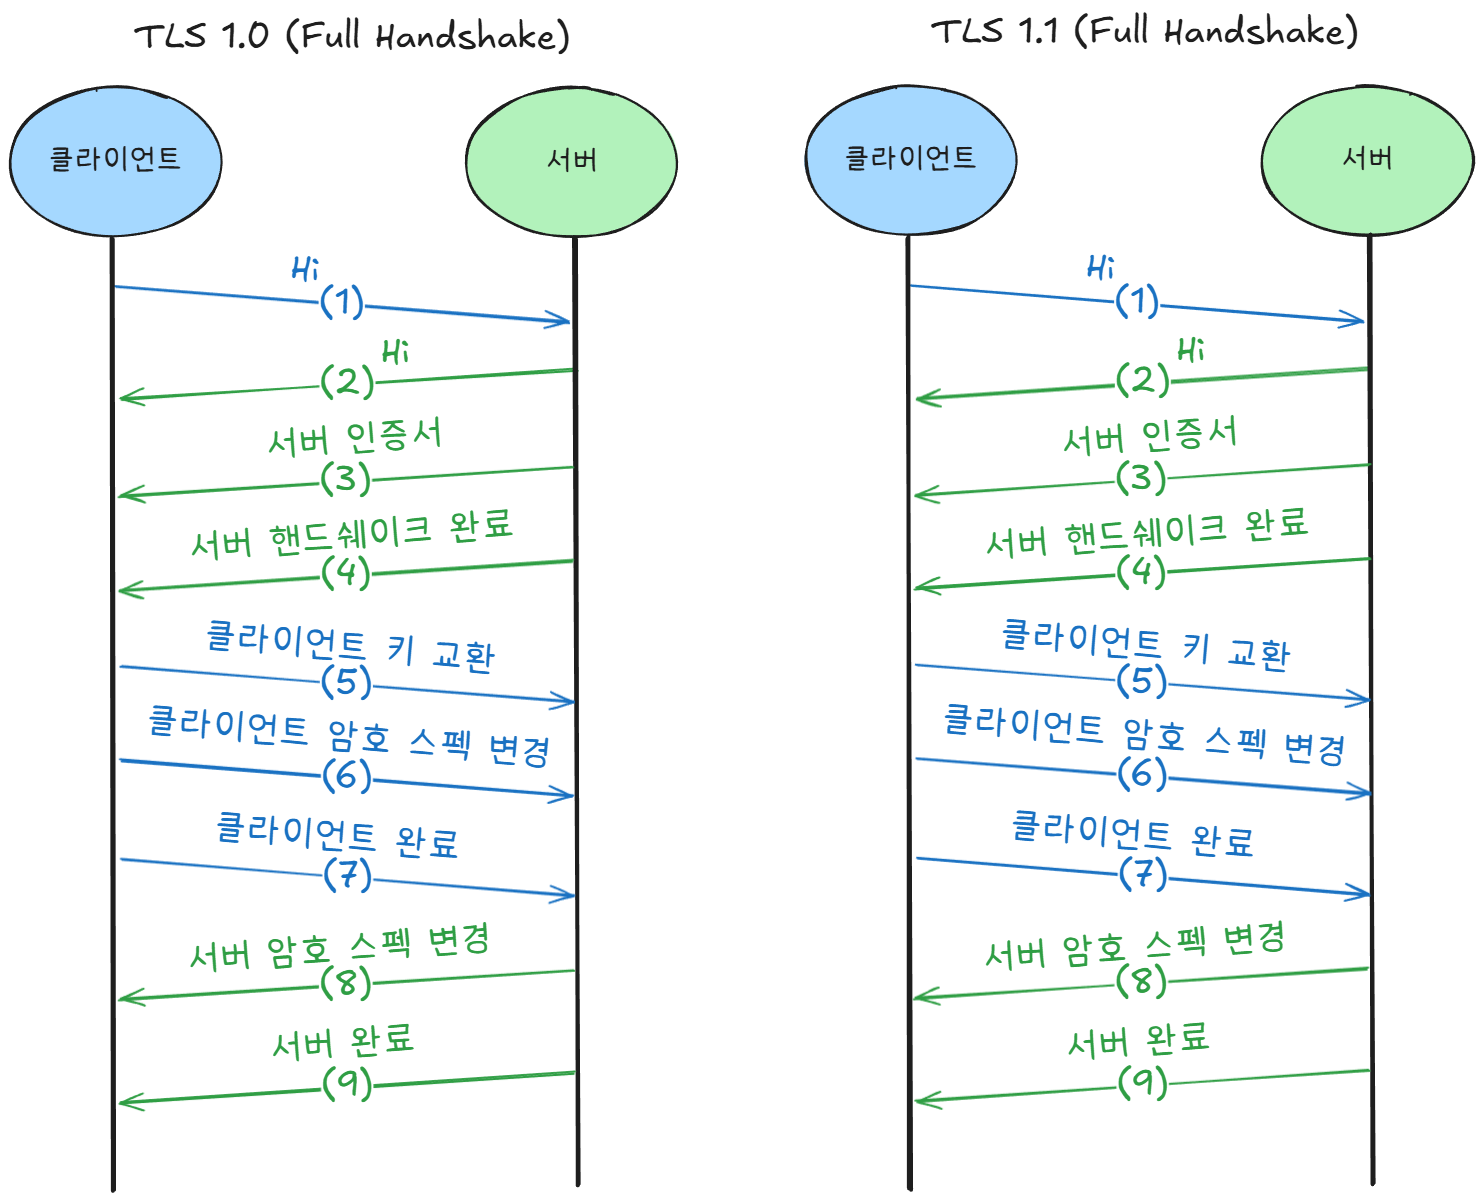 TLS 1.0 (Full Handshake)
클라이언트
서버
Hi
(1)
Hi
(2)
서버 인증서
(3)
서버 핸드쉐이크 완료
(4)
클라이언트 키 교환
(5)
클라이언트 암호 스펙 변경
(6)
클라이언트 완료
(7)
서버 암호 스펙 변경
(8)
서버 완료
(9)
TLS 1.1 (Full Handshake)
클라이언트
서버
Hi
(1)
Hi
(2)
서버 인증서
(3)
서버 핸드쉐이크 완료
(4)
클라이언트 키 교환
(5)
클라이언트 암호 스펙 변경
(6)
클라이언트 완료
(7)
서버 암호 스펙 변경
(8)
서버 완료
(9)